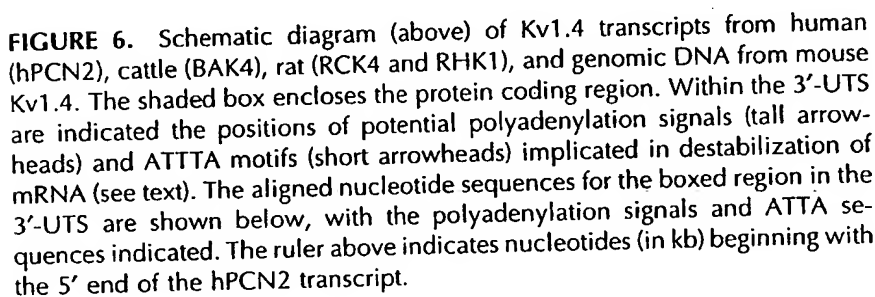 FIGURE 6. Schematic diagram (above) of Kv1.4 transcripts from human
(hPCN2), cattle (BAK4), rat (RCK4 and RHK1), and genomic DNA from mouse
Kv1.4. The shaded box encloses the protein coding region. Within the 3′-UTS
are indicated the positions of potential polyadenylation signals (tall arrow-
heads) and ATTTA motifs (short arrowheads) implicated in destabilization of
mRNA (see text). The aligned nucleotide sequences for the boxed region in the
3′-UTS are shown below, with the polyadenylation signals and ATTA se-
quences indicated. The ruler above indicates nucleotides (in kb) beginning with
the 5′ end of the hPCN2 transcript.